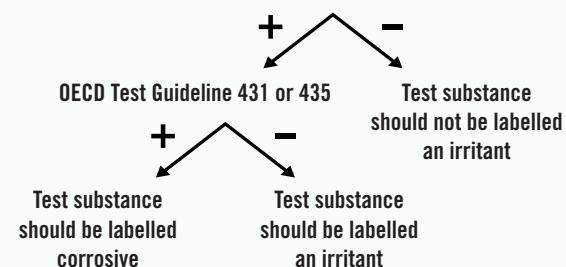 + −
OECD Test Guideline 431 or 435
Test substance
should not be labelled
an irritant
+ −
Test substance
should be labelled
corrosive
Test substance
should be labelled
an irritant